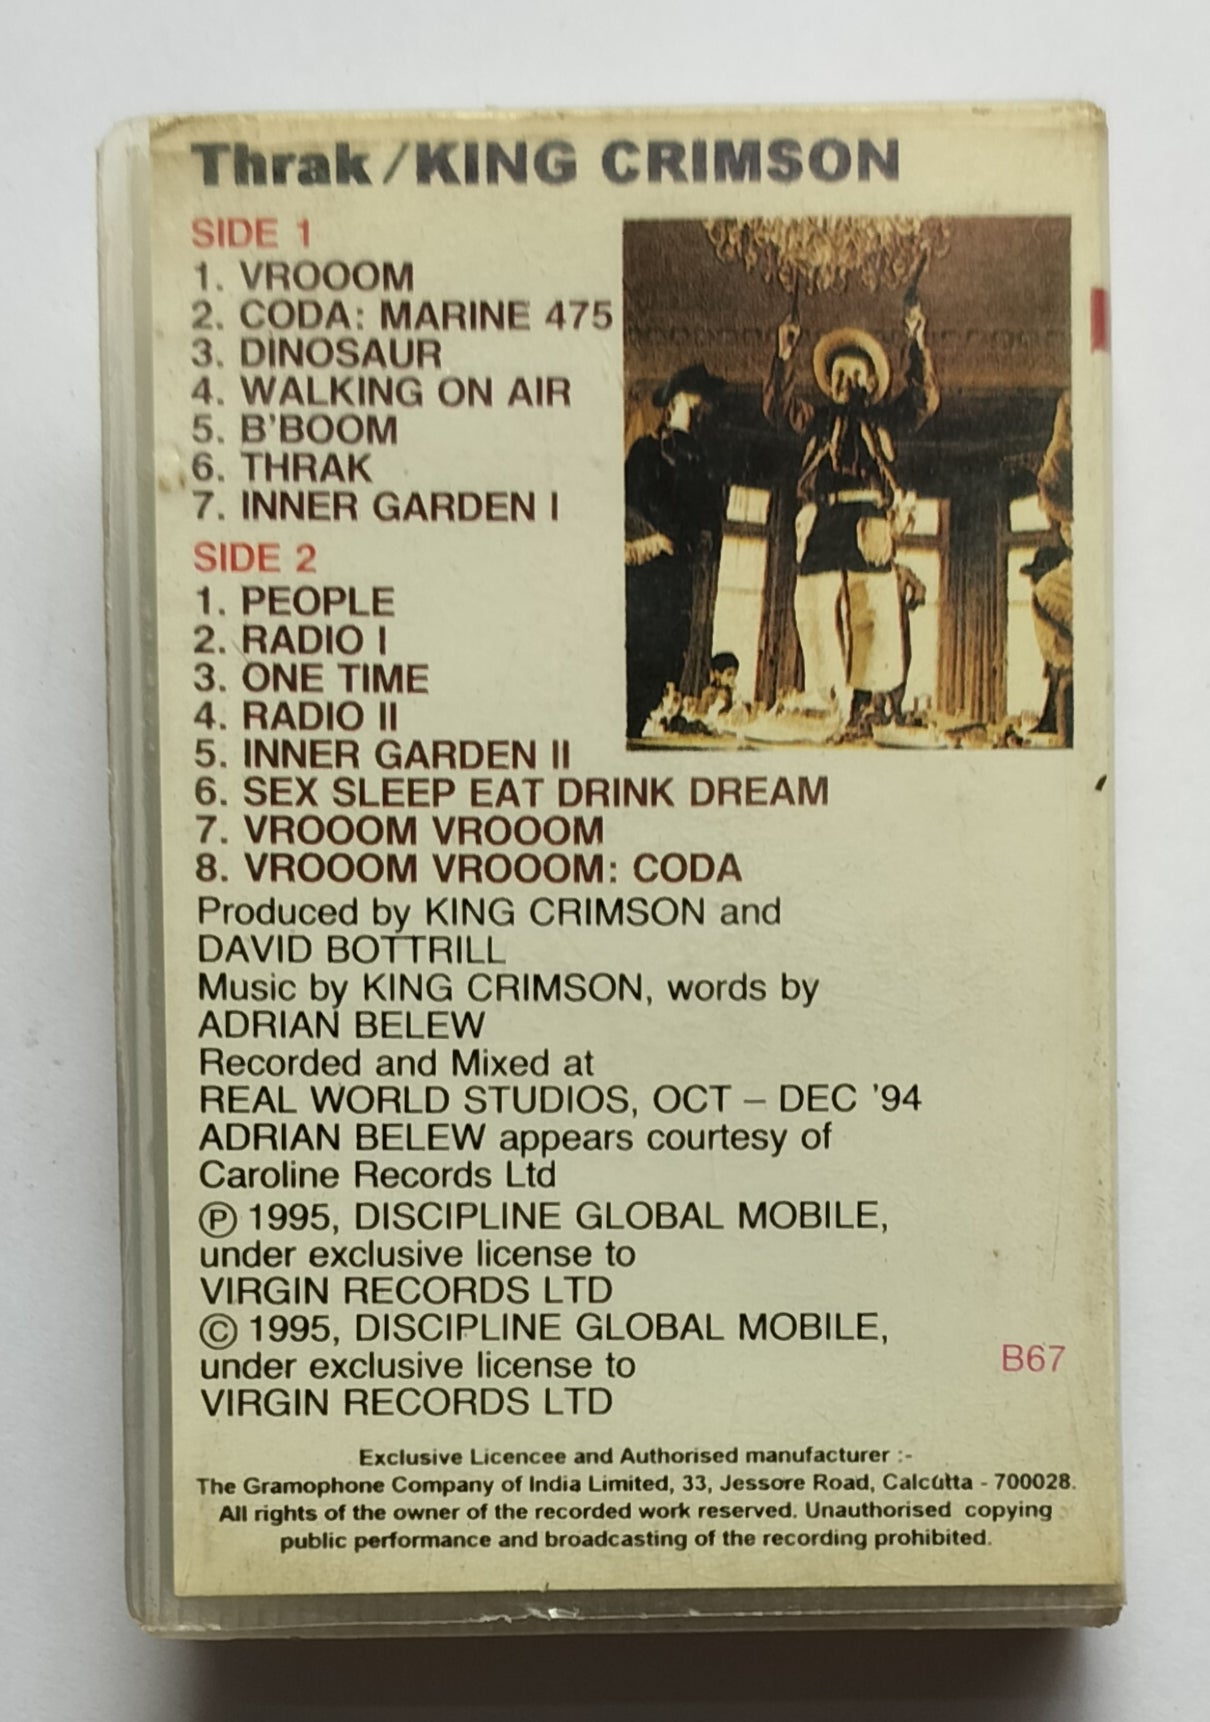 Thrak / KING CRIMSON
SIDE 1
1. VROOOM
2. CODA: MARINE 475
3. DINOSAUR
4. WALKING ON AIR
5. B'BOOM
6. THRAK
7. INNER GARDEN I
SIDE 2
1. PEOPLE
2. RADIO I
3. ONE TIME
4. RADIO II
5. INNER GARDEN II
6. SEX SLEEP EAT DRINK DREAM
7. VROOOM VROOOM
8. VROOOM VROOOM: CODA
Produced by KING CRIMSON and
DAVID BOTTRILL
Music by KING CRIMSON, words by
ADRIAN BELEW
Recorded and Mixed at
REAL WORLD STUDIOS, OCT – DEC '94
ADRIAN BELEW appears courtesy of
Caroline Records Ltd
Ⓟ 1995, DISCIPLINE GLOBAL MOBILE,
under exclusive license to
VIRGIN RECORDS LTD
© 1995, DISCIPLINE GLOBAL MOBILE,
under exclusive license to
VIRGIN RECORDS LTD
B67
Exclusive Licencee and Authorised manufacturer :-
The Gramophone Company of India Limited, 33, Jessore Road, Calcutta - 700028.
All rights of the owner of the recorded work reserved. Unauthorised copying
public performance and broadcasting of the recording prohibited.